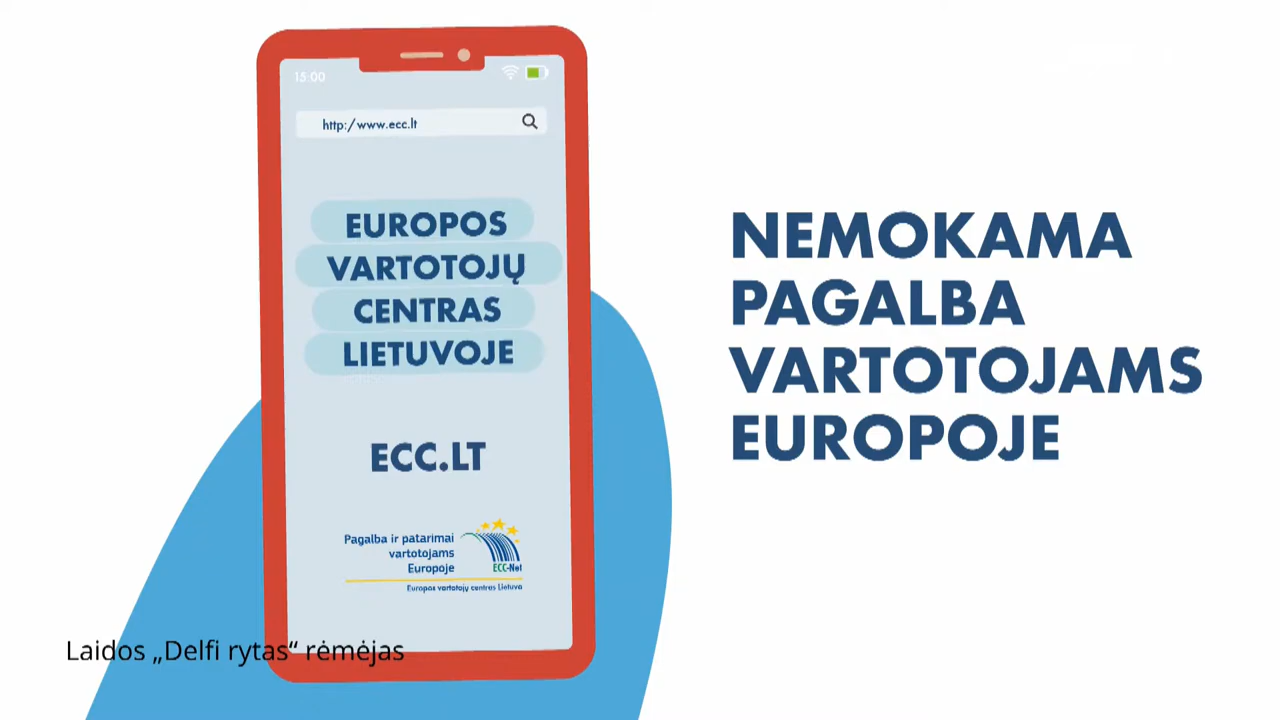 15:00
http:/www.ecc.lt
EUROPOS
VARTOTOJŲ
CENTRAS
LIETUVOJE
ECC.LT
Pagalba ir patarimai
vartotojams
Europoje
ECC-Net
Europos vartotojų centras Lietuva
NEMOKAMA
PAGALBA
VARTOTOJAMS
EUROPOJE
Laidos „Delfi rytas“ rėmėjas